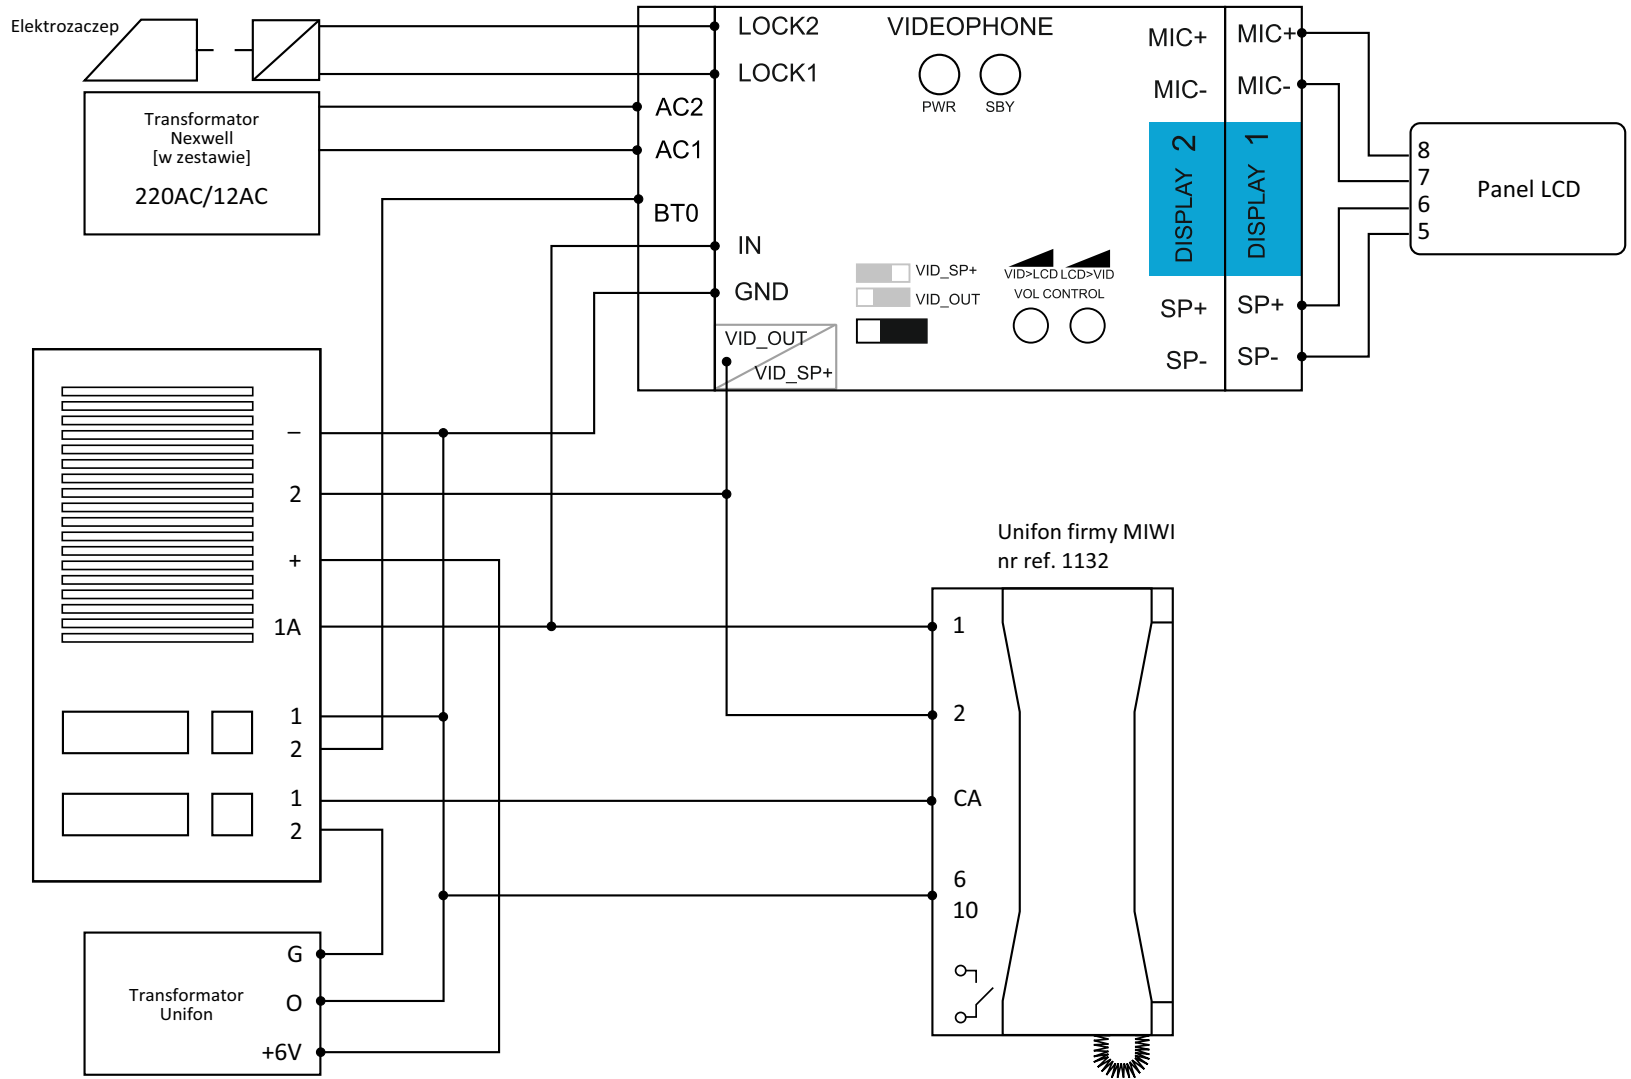 Elektrozaczep
Transformator
Nexwell
[w zestawie]
220AC/12AC
LOCK2
LOCK1
AC2
AC1
BT0
IN
GND
VID_OUT
VID_SP+
VIDEOPHONE
PWR
SBY
VID_SP+
VID_OUT
VID>LCD
LCD>VID
VOL CONTROL
MIC+
MIC-
DISPLAY 2
SP+
SP-
MIC+
MIC-
DISPLAY 1
SP+
SP-
8
7
6
5
Panel LCD
–
2
+
1A
1
2
1
2
Unifon firmy MIWI
nr ref. 1132
1
2
CA
6
10
Transformator
Unifon
G
O
+6V